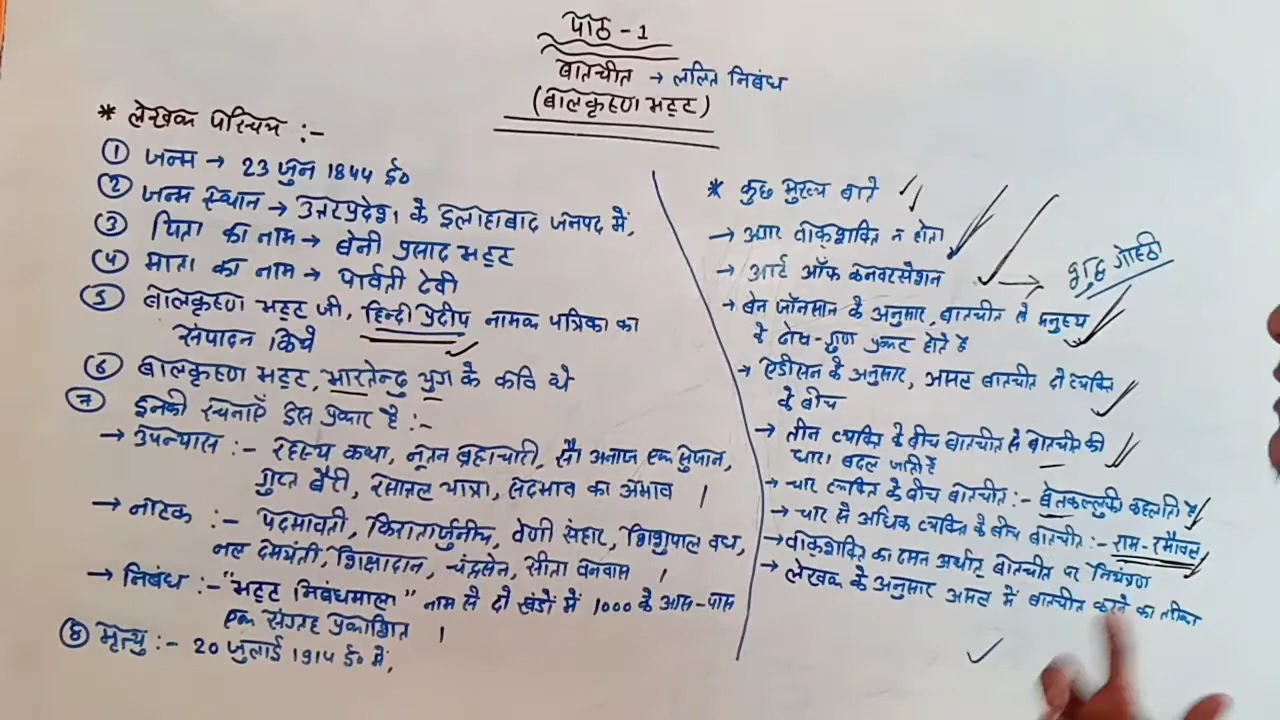 पाठ - 1
बातचीत → ललित निबंध
(बालकृष्ण भट्ट)
* लेखक परिचय :-
① जन्म → 23 जुन 1844 ई०
② जन्म स्थान → उत्तरप्रदेश के इलाहाबाद जनपद में,
③ पिता का नाम → बेनी प्रसाद भट्ट
④ माता का नाम → पार्वती देवी
⑤ बालकृष्ण भट्ट जी, हिन्दी प्रदीप नामक पत्रिका का
संपादन किये
⑥ बालकृष्ण भट्ट, भारतेन्दु युग के कवि थे
⑦ इनकी रचनाएँ इस प्रकार है :-
→ उपन्यास :- रहस्य कथा, नूतन ब्रह्मचारी, सौ अजान एक सुजान,
गुप्त बैरी, रसातल यात्रा, सदभाव का अभाव ।
→ नाटक :- पदमावती, किरातार्जुनीय, वेणी संहार, शिशुपाल वध,
नल दमयंती, शिक्षादान, चंद्रसेन, सीता वनवास ।
→ निबंध :- "भट्ट निबंधमाला" नाम से दो खंडों में 1000 के आस-पास
एक संग्रह प्रकाशित ।
⑧ मृत्यु :- 20 जुलाई 1914 ई० में,
* कुछ मुख्य बाते
→ अगर वाक्शक्ति न होता
→ आर्ट ऑफ कनवरसेशन → शुद्ध गोष्ठी
→ बेन जॉनसान के अनुसार, बातचीत से मनुष्य
के दोष-गुण प्रकट होते है
→ ऐडीसन के अनुसार, असल बातचीत दो व्यक्ति
के बीच
→ तीन व्यक्ति के बीच बातचीत से बातचीत की
धारा बदल जाती है
→ चार व्यक्ति के बीच बातचीत :- बेतकल्लुफी कहलाती है
→ चार से अधिक व्यक्ति के बीच बातचीत :- राम-रमौवल,
→ वाकशक्ति का दमन अर्थात् बातचीत पर नियंत्रण
→ लेखक के अनुसार असल में बातचीत करने का तरीका